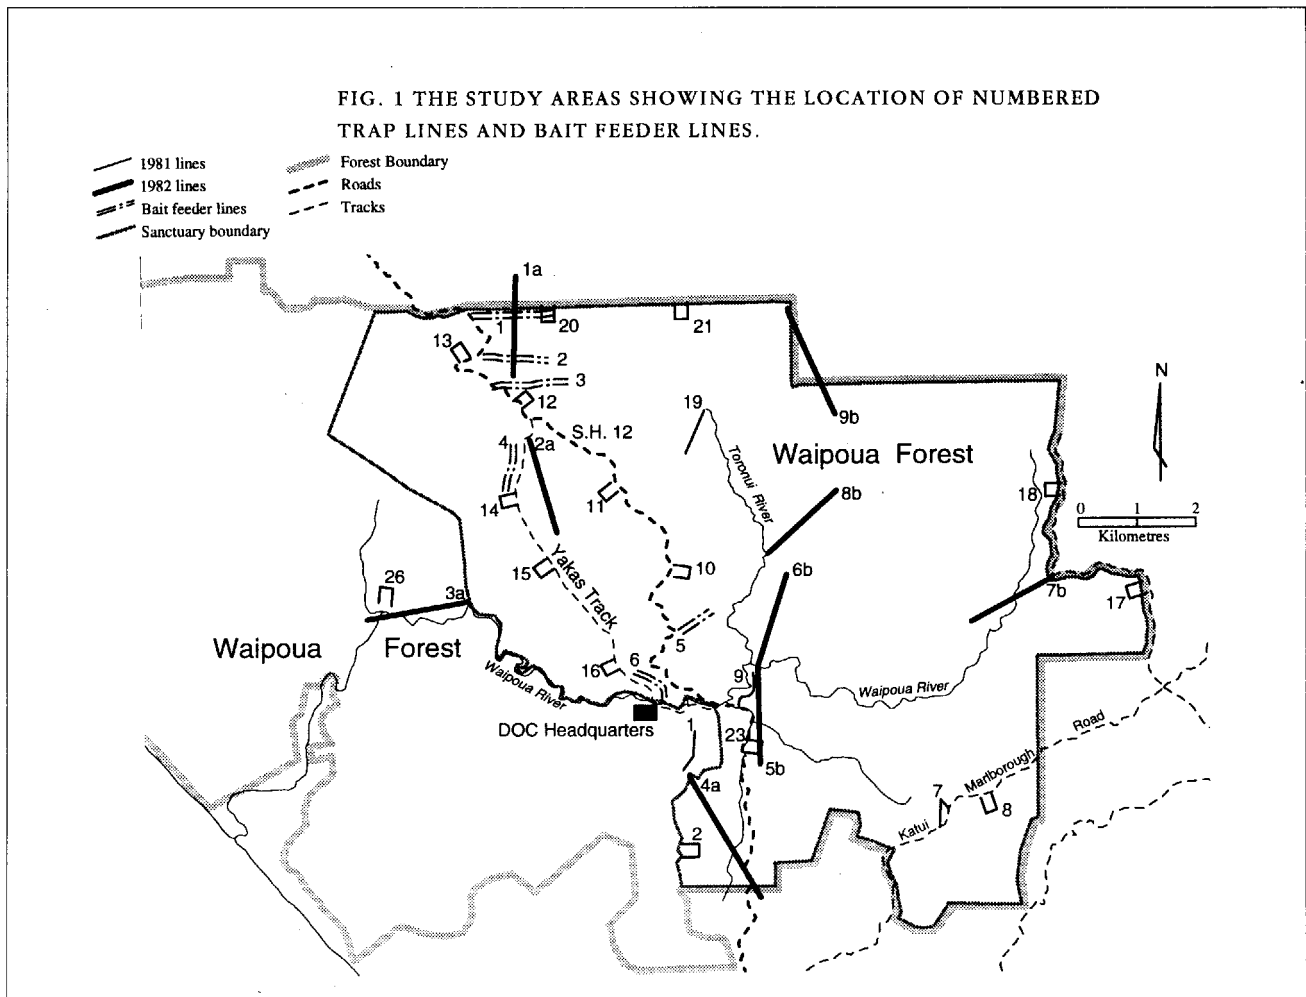 FIG. 1 THE STUDY AREAS SHOWING THE LOCATION OF NUMBERED
TRAP LINES AND BAIT FEEDER LINES.
1981 lines
1982 lines
Bait feeder lines
Sanctuary boundary
Forest Boundary
Roads
Tracks
1a
1
20
21
13
2
3
12
N
19
9b
S.H. 12
4
2a
Waipoua Forest
Toronui River
8b
18
14
11
0 1 2
Kilometres
Yakas Track
15
10
6b
26
3a
7b
17
5
Waipoua Forest
16
6
9
Waipoua River
Waipoua River
DOC Headquarters
1
23
5b
Katui Marlborough Road
4a
7
8
2